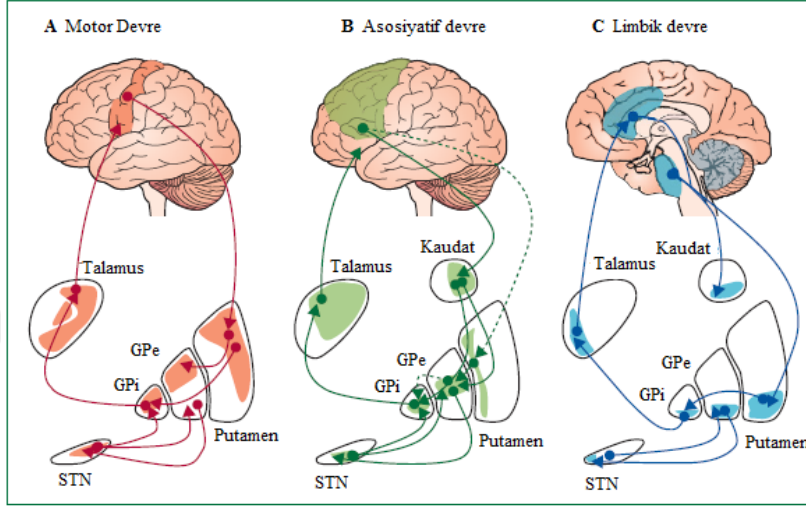 A Motor Devre
B Asosiyatif devre
C Limbik devre
Talamus
GPe
GPi
STN
Putamen
Kaudat
Talamus
GPe
GPi
STN
Putamen
Kaudat
Talamus
GPe
GPi
STN
Putamen